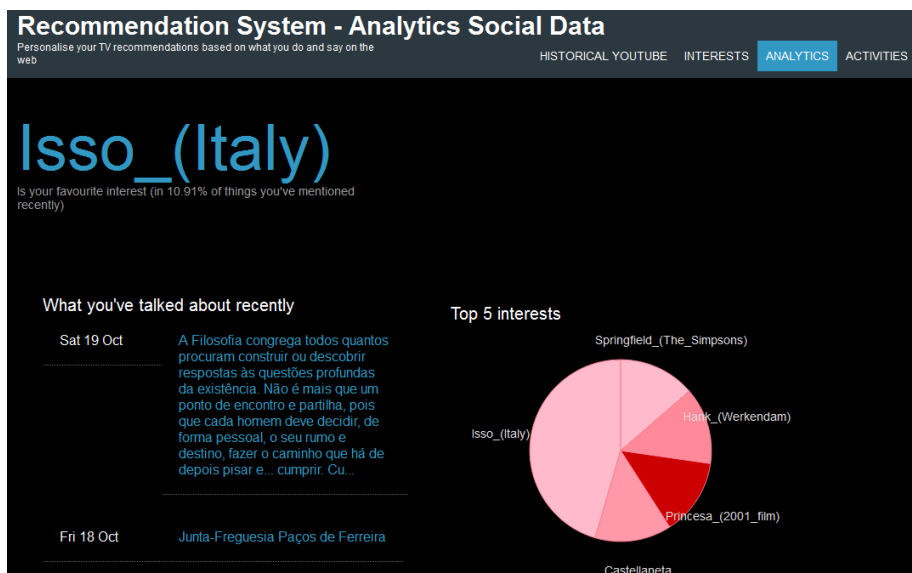 Recommendation System - Analytics Social Data
Personalise your TV recommendations based on what you do and say on the
web
HISTORICAL YOUTUBE INTERESTS ANALYTICS ACTIVITIES
Isso_(Italy)
Is your favourite interest (in 10.91% of things you've mentioned
recently)
What you've talked about recently
Sat 19 Oct
A Filosofia congrega todos quantos
procuram construir ou descobrir
respostas às questões profundas
da existência. Não é mais que um
ponto de encontro e partilha, pois
que cada homem deve decidir, de
forma pessoal, o seu rumo e
destino, fazer o caminho que há de
depois pisar e... cumprir. Cu...
Fri 18 Oct
Junta-Freguesia Paços de Ferreira
Top 5 interests
Springfield_(The_Simpsons)
Hank_(Werkendam)
Isso_(Italy)
Princesa_(2001_film)
Castellaneta